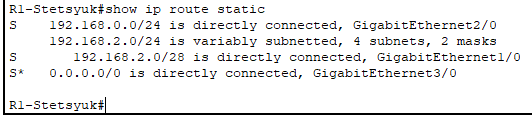 R1-Stetsyuk#show ip route static
S    192.168.0.0/24 is directly connected, GigabitEthernet2/0
     192.168.2.0/24 is variably subnetted, 4 subnets, 2 masks
S       192.168.2.0/28 is directly connected, GigabitEthernet1/0
S*   0.0.0.0/0 is directly connected, GigabitEthernet3/0
R1-Stetsyuk#